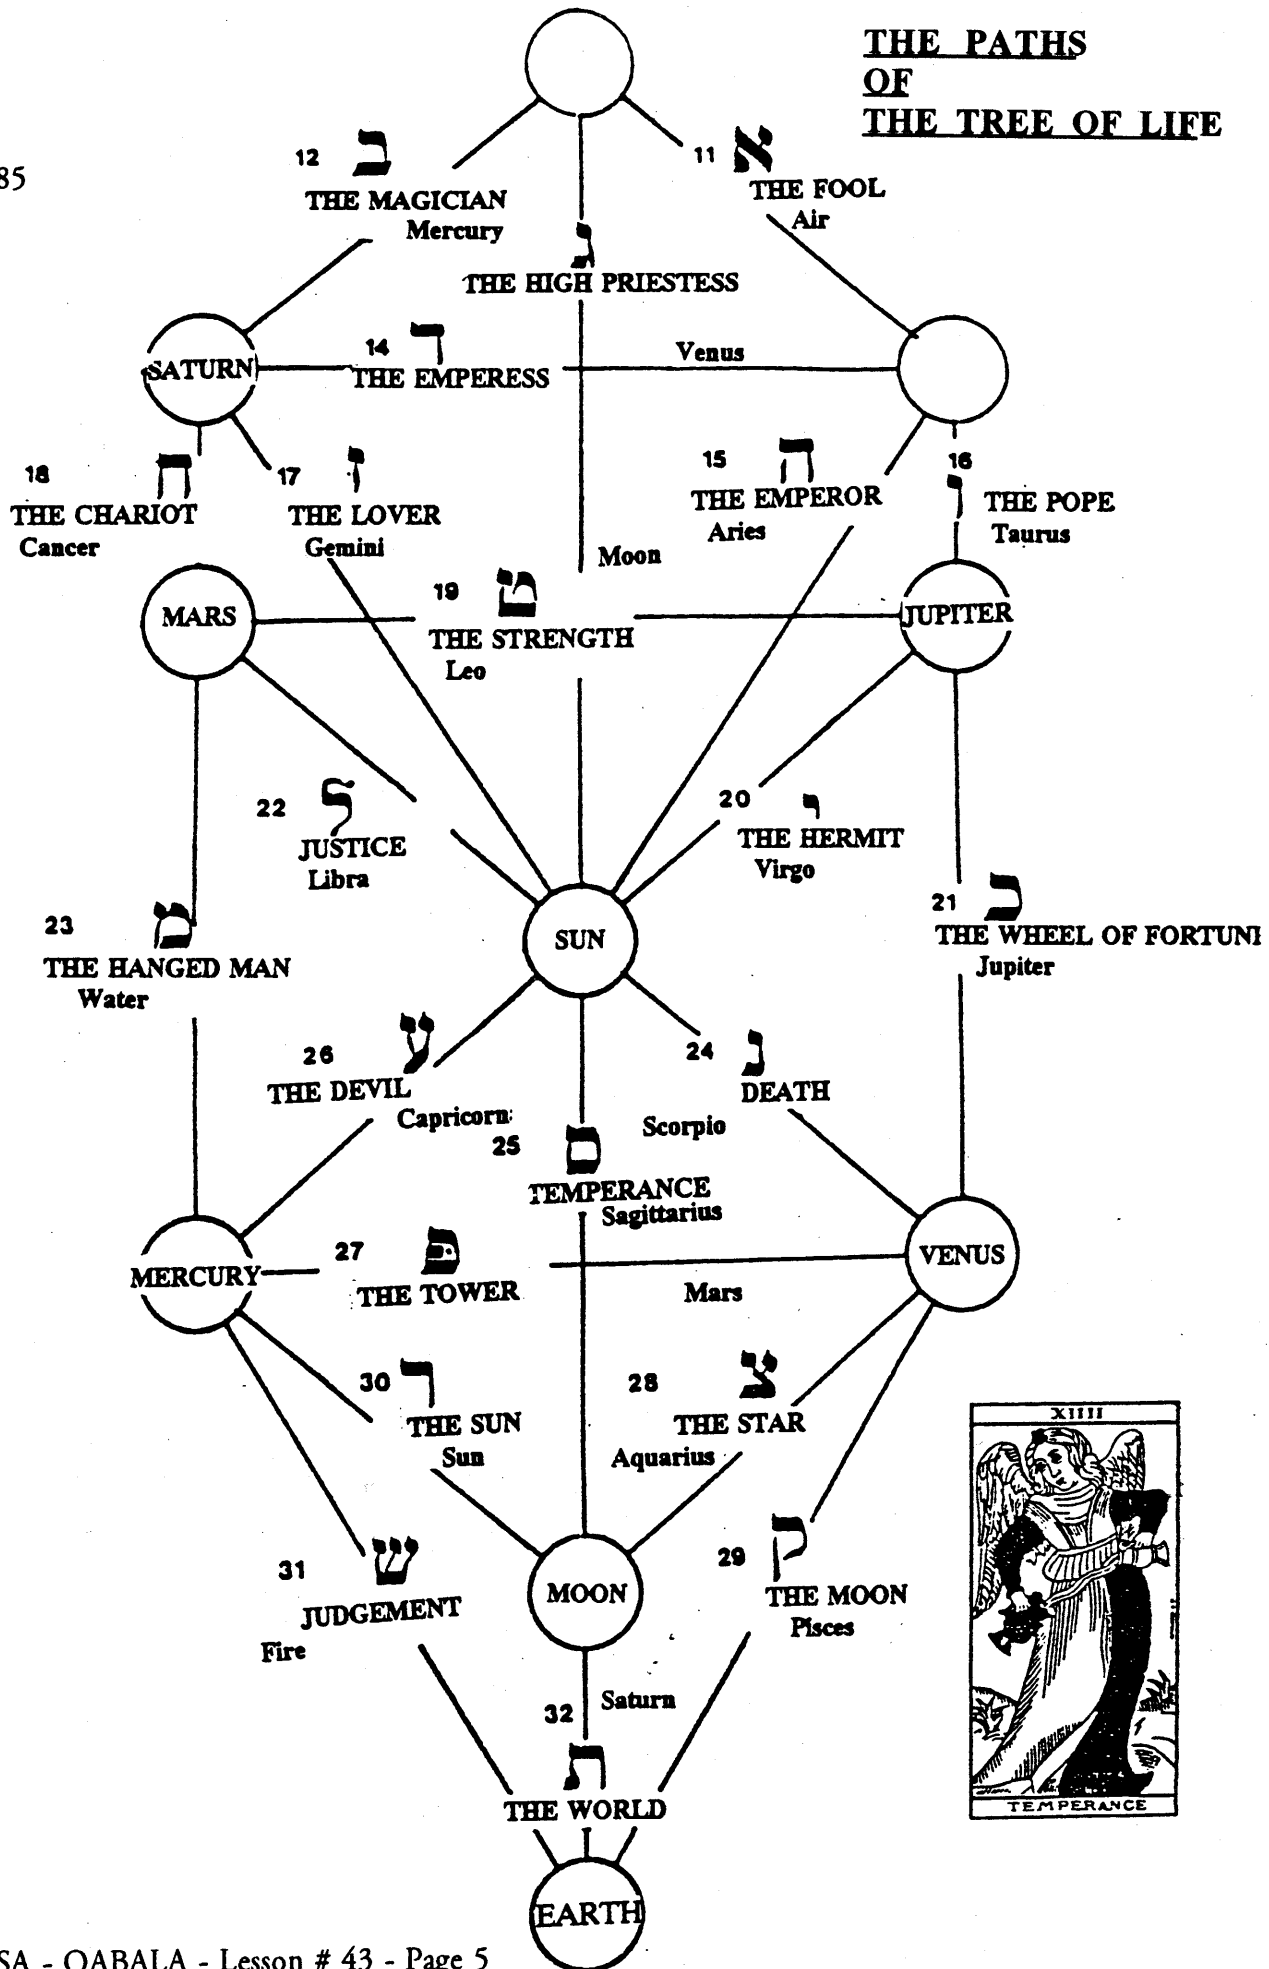 THE PATHS
OF
THE TREE OF LIFE
85
12 ב
11 א
THE MAGICIAN
Mercury
THE FOOL
Air
ג
THE HIGH PRIESTESS
14 ד
THE EMPERESS
Venus
SATURN
18 ח
THE CHARIOT
Cancer
17 ז
THE LOVER
Gemini
15 ה
THE EMPEROR
Aries
16
ו
THE POPE
Taurus
Moon
MARS
19 ט
THE STRENGTH
Leo
JUPITER
22 ל
JUSTICE
Libra
20 י
THE HERMIT
Virgo
23 מ
THE HANGED MAN
Water
SUN
21 כ
THE WHEEL OF FORTUN
Jupiter
26 ע
THE DEVIL
Capricorn
24 נ
DEATH
Scorpio
25 ס
TEMPERANCE
Sagittarius
MERCURY
27 פּ
THE TOWER
Mars
VENUS
30 ר
THE SUN
Sun
28 צ
THE STAR
Aquarius
31 ש
JUDGEMENT
Fire
MOON
29 ק
THE MOON
Pisces
32
Saturn
ת
THE WORLD
EARTH
XIIII
TEMPERANCE
SA - QABALA - Lesson # 43 - Page 5